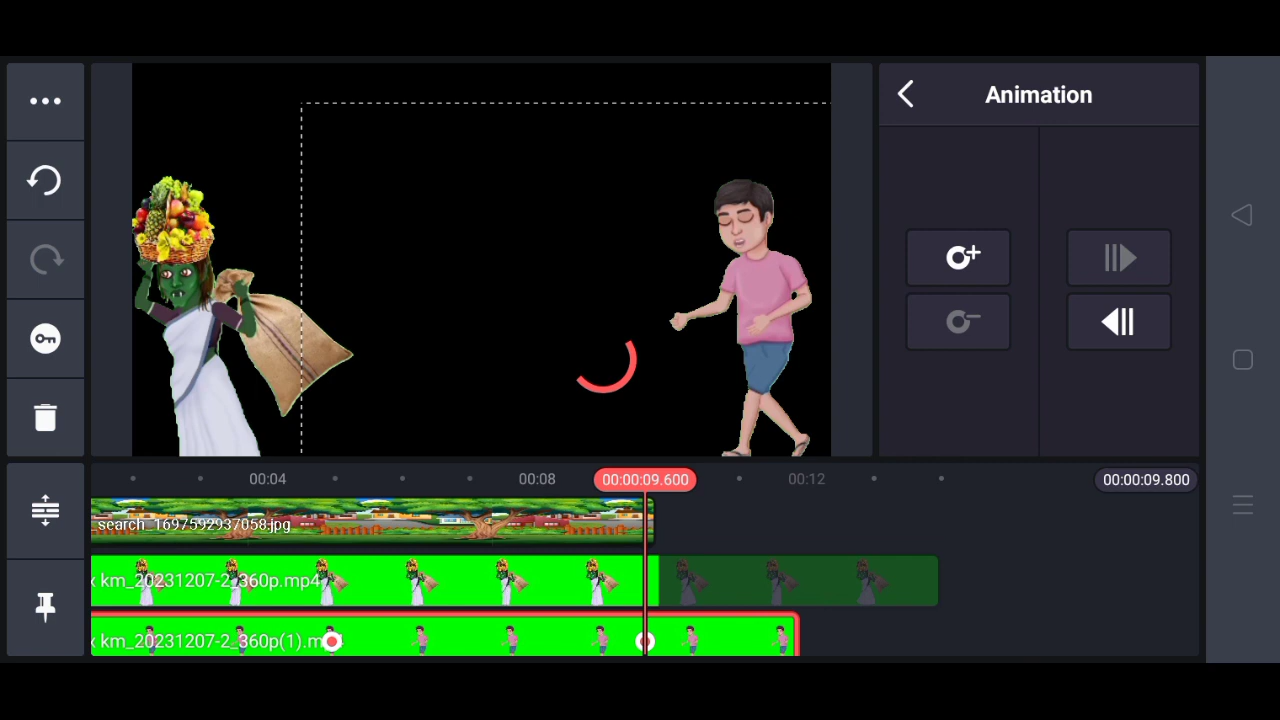 Animation
00:04
00:08
00:00:09.600
00:12
00:00:09.800
search_1697592937058.jpg
km_20231207-2_360p.mp4
km_20231207-2_360p(1).m